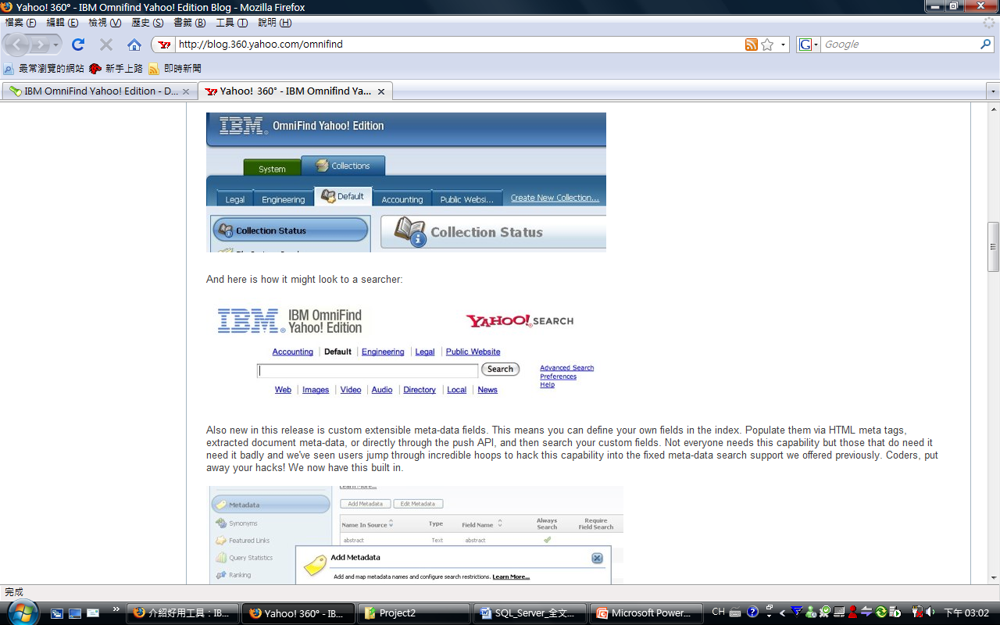 Yahoo! 360° - IBM Omnifind Yahoo! Edition Blog - Mozilla Firefox
檔案 (F) 編輯 (E) 檢視 (V) 歷史 (S) 書籤 (B) 工具 (T) 說明 (H)
http://blog.360.yahoo.com/omnifind Google
最常瀏覽的網站 新手上路 即時新聞
IBM OmniFind Yahoo! Edition - D... Yahoo! 360° - IBM Omnifind Ya...
IBM OmniFind Yahoo! Edition
System Collections
Legal Engineering Default Accounting Public Websi... Create New Collection...
Collection Status Collection Status
And here is how it might look to a searcher:
IBM IBM OmniFind Yahoo! Edition YAHOO! SEARCH
Accounting Default Engineering Legal Public Website
Search Advanced Search
Preferences
Help
Web Images Video Audio Directory Local News
Also new in this release is custom extensible meta-data fields. This means you can define your own fields in the index. Populate them via HTML meta tags,
extracted document meta-data, or directly through the push API, and then search your custom fields. Not everyone needs this capability but those that do need it
need it badly and we've seen users jump through incredible hoops to hack this capability into the fixed meta-data search support we offered previously. Coders, put
away your hacks! We now have this built in.
Learn More...
Metadata Add Metadata Edit Metadata
Synonyms Name In Source Type Field Name Always Search Require Field Search
Featured Links abstract Text abstract
Query Statistics Add Metadata
Ranking Add and map metadata names and configure search restrictions. Learn More...
完成
介紹好用工具：IB... Yahoo! 360° - IB... Project2 SQL_Server_全文... Microsoft Power... CH 下午 03:02